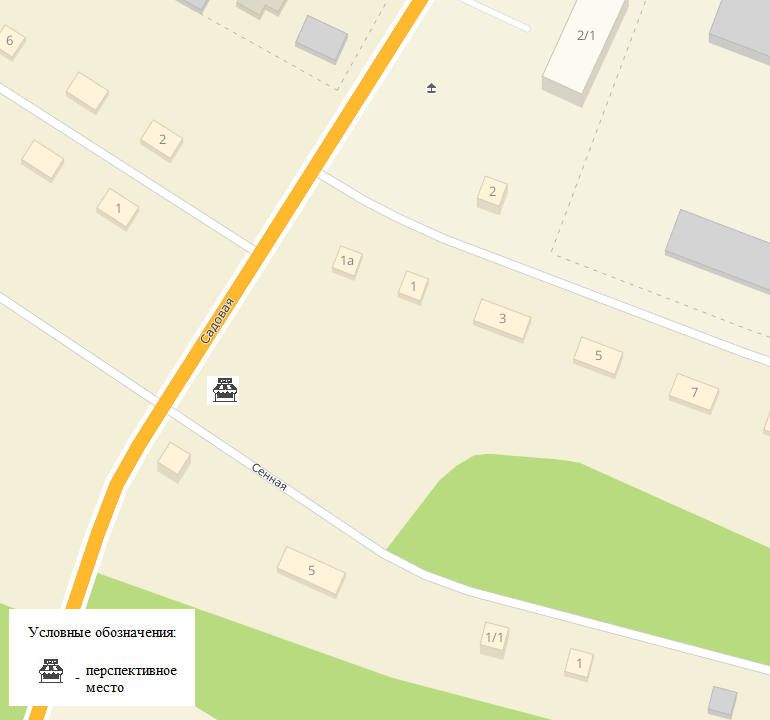 2/1
6
2
1
2
1а
1
3
5
7
Садовая
Сенная
5
1/1
1
Условные обозначения:
- перспективное
место